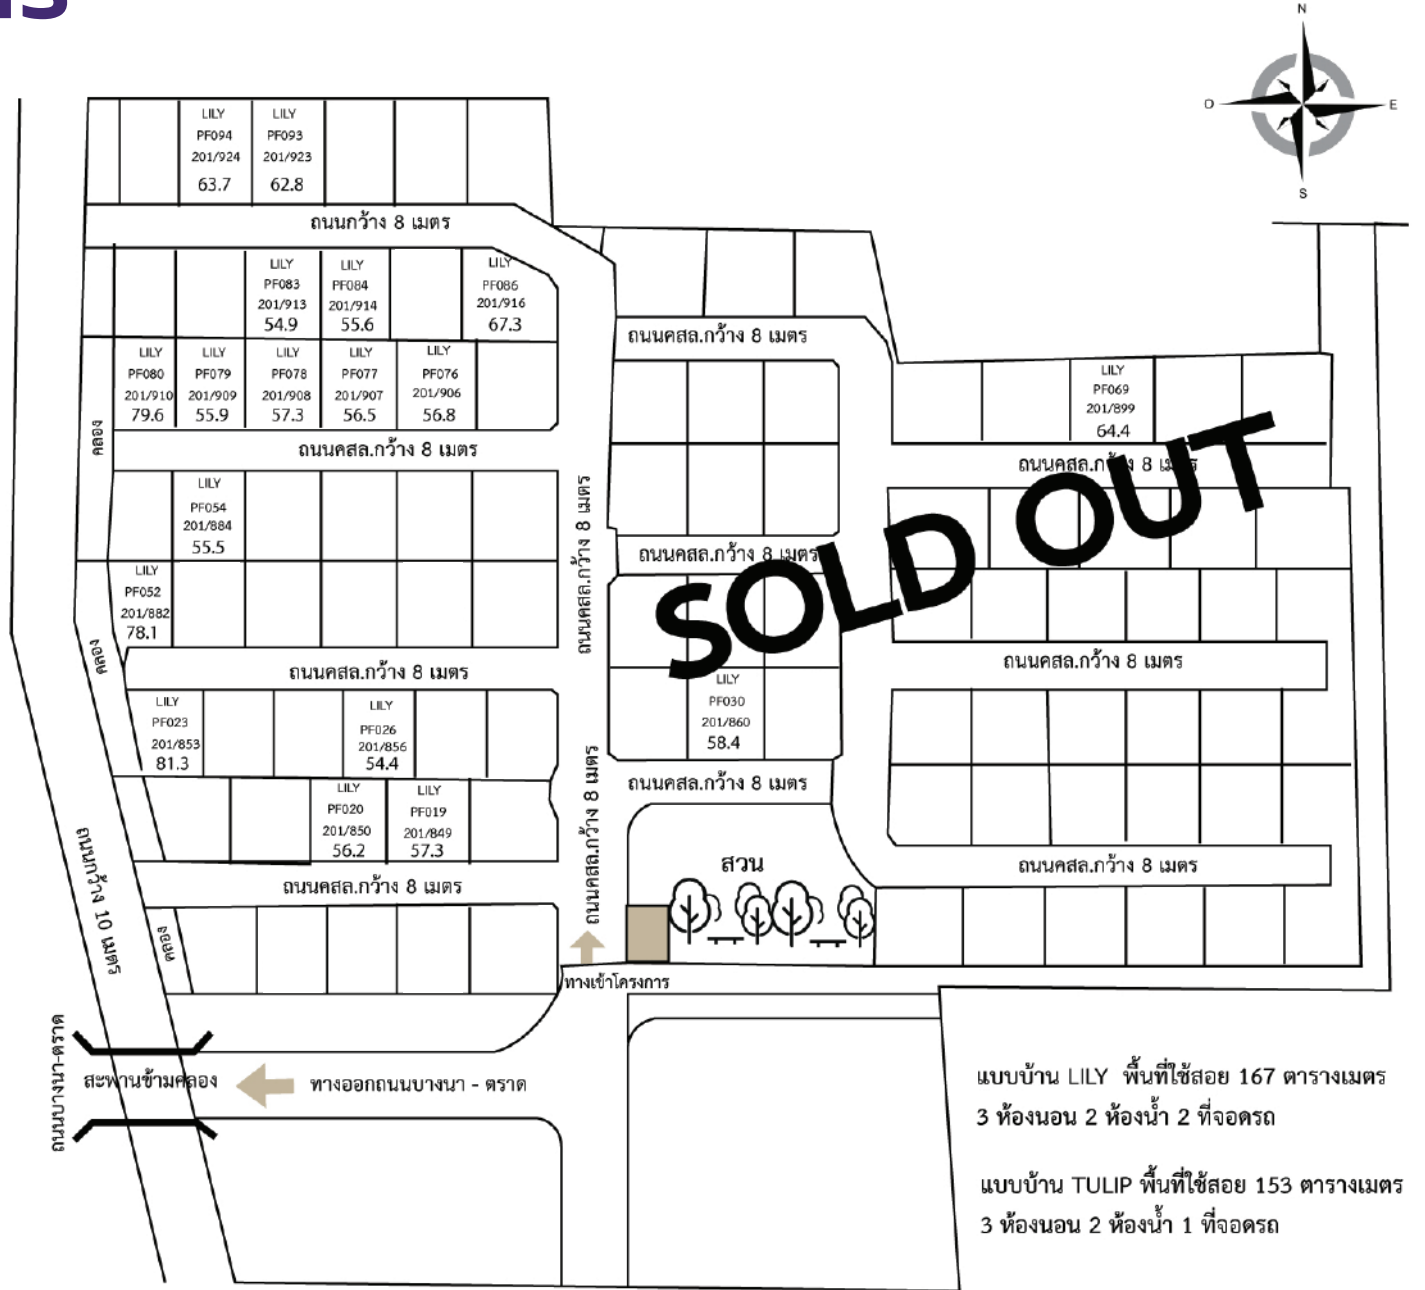 N
O
E
S
LILY
PF094
201/924
63.7
LILY
PF093
201/923
62.8
ถนนกว้าง 8 เมตร
LILY
PF083
201/913
54.9
LILY
PF084
201/914
55.6
LILY
PF086
201/916
67.3
LILY
PF080
201/910
79.6
LILY
PF079
201/909
55.9
LILY
PF078
201/908
57.3
LILY
PF077
201/907
56.5
LILY
PF076
201/906
56.8
ถนนคสล.กว้าง 8 เมตร
LILY
PF069
201/899
64.4
คลอง
ถนนคสล.กว้าง 8 เมตร
ถนนคสล.กว้าง 8 เมตร
SOLD OUT
LILY
PF054
201/884
55.5
ถนนคสล.กว้าง 8 เมตร
ถนนคสล.กว้าง 8 เมตร
LILY
PF052
201/882
78.1
คลอง
ถนนคสล.กว้าง 8 เมตร
ถนนคสล.กว้าง 8 เมตร
LILY
PF023
201/853
81.3
LILY
PF026
201/856
54.4
LILY
PF030
201/860
58.4
ถนนคสล.กว้าง 8 เมตร
LILY
PF020
201/850
56.2
LILY
PF019
201/849
57.3
ถนนคสล.กว้าง 8 เมตร
สวน
ถนนคสล.กว้าง 8 เมตร
ถนนคสล.กว้าง 8 เมตร
ถนนกว้าง 10 เมตร
คลอง
ทางเข้าโครงการ
ถนนบางนา-ตราด
สะพานข้ามคลอง
ทางออกถนนบางนา - ตราด
แบบบ้าน LILY พื้นที่ใช้สอย 167 ตารางเมตร
3 ห้องนอน 2 ห้องน้ำ 2 ที่จอดรถ
แบบบ้าน TULIP พื้นที่ใช้สอย 153 ตารางเมตร
3 ห้องนอน 2 ห้องน้ำ 1 ที่จอดรถ